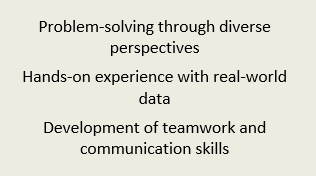 Problem-solving through diverse
perspectives
Hands-on experience with real-world
data
Development of teamwork and
communication skills